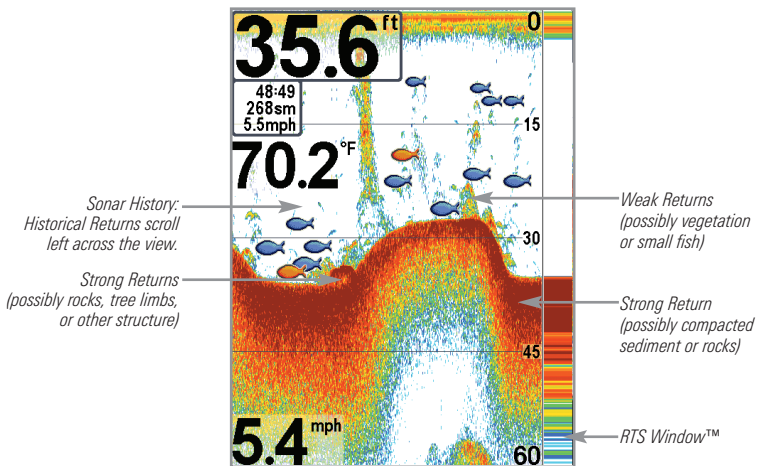 35.6 ft
0
48:49
268sm
5.5mph
15
70.2 °F
Sonar History:
Historical Returns scroll
left across the view.
Weak Returns
(possibly vegetation
or small fish)
30
Strong Returns
(possibly rocks, tree limbs,
or other structure)
Strong Return
(possibly compacted
sediment or rocks)
45
5.4 mph
60
RTS Window™